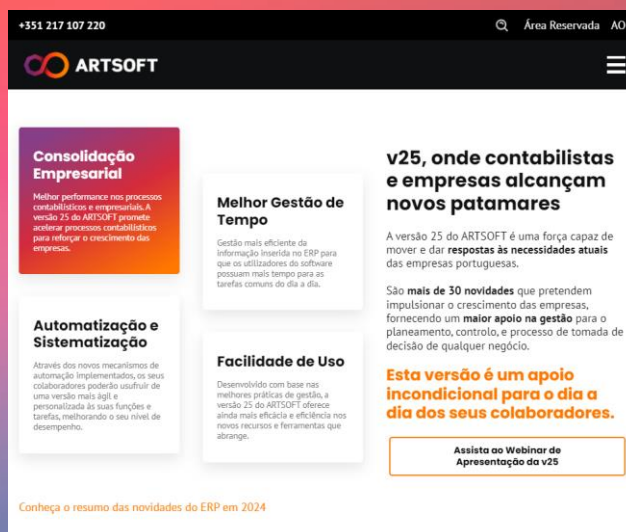 +351 217 107 220
Área Reservada AO
ARTSOFT
Consolidação
Empresarial
Melhor performance nos processos
contabilísticos e empresariais. A
versão 25 do ARTSOFT promete
acelerar processos contabilísticos
para reforçar o crescimento das
empresas.
Melhor Gestão de
Tempo
Gestão mais eficiente da
informação inserida no ERP para
que os utilizadores do software
possuam mais tempo para as
tarefas comuns do dia a dia.
Automatização e
Sistematização
Através dos novos mecanismos de
automação implementados, os seus
colaboradores poderão usufruir de
uma versão mais ágil e
personalizada às suas funções e
tarefas, melhorando o seu nível de
desempenho.
Facilidade de Uso
Desenvolvido com base nas
melhores práticas de gestão, a
versão 25 do ARTSOFT oferece
ainda mais eficácia e eficiência nos
novos recursos e ferramentas que
abrange.
v25, onde contabilistas
e empresas alcançam
novos patamares
A versão 25 do ARTSOFT é uma força capaz de
mover e dar respostas às necessidades atuais
das empresas portuguesas.
São mais de 30 novidades que pretendem
impulsionar o crescimento das empresas,
fornecendo um maior apoio na gestão para o
planeamento, controlo, e processo de tomada de
decisão de qualquer negócio.
Esta versão é um apoio
incondicional para o dia a
dia dos seus colaboradores.
Assista ao Webinar de
Apresentação da v25
Conheça o resumo das novidades do ERP em 2024